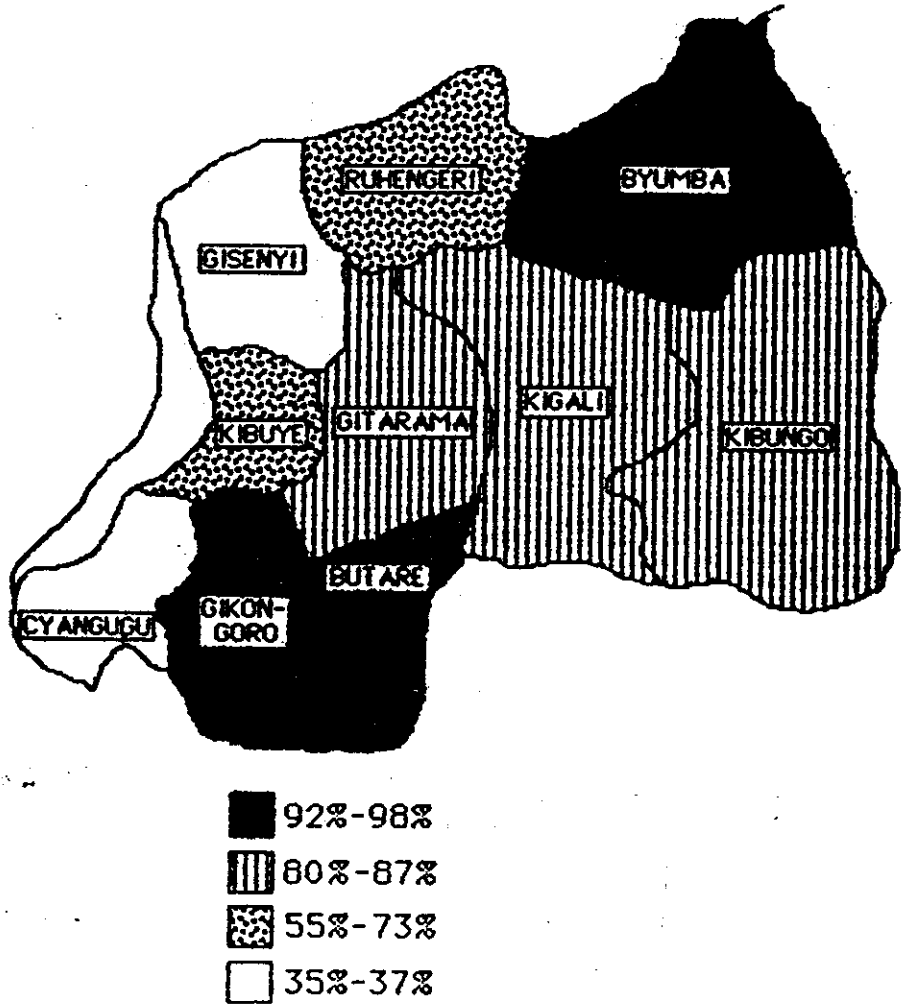 RUHENGERI
BYUMBA
GISENYI
KIBUYE
GITARAMA
KIGALI
KIBUNGO
BUTARE
GIKON-
GORO
CYANGUGU
92%-98%
80%-87%
55%-73%
35%-37%